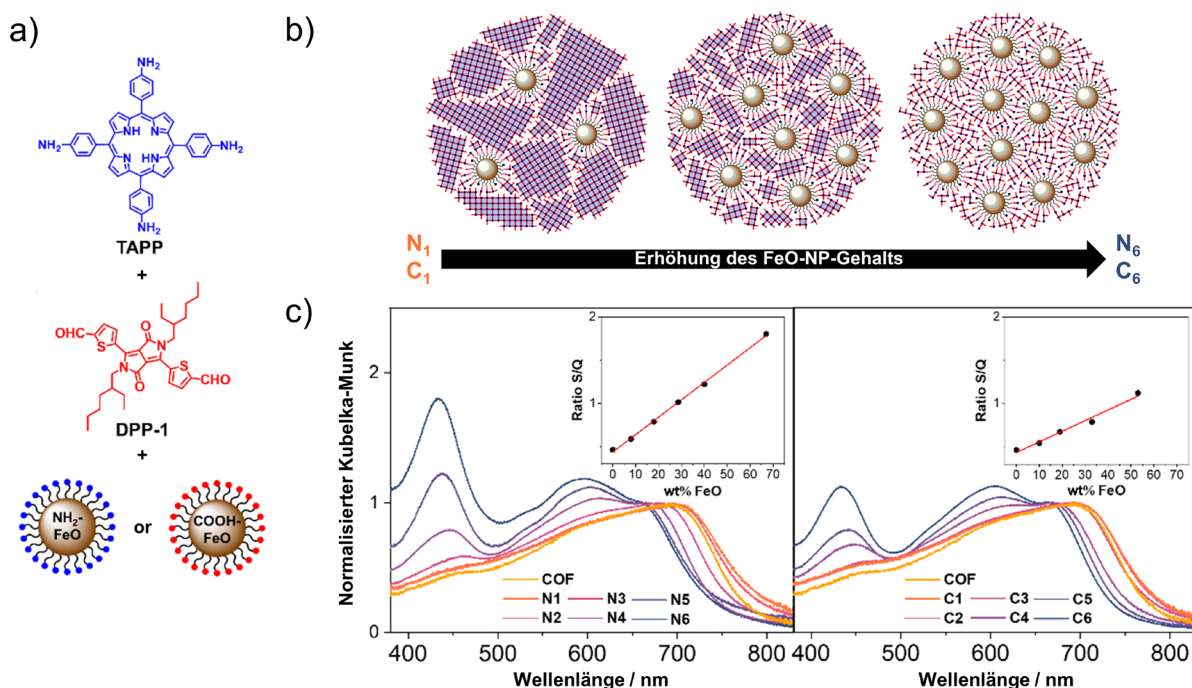 a)
NH₂
NH N
NH₂ NH₂
N HN
NH₂
TAPP
+
OHC
S
O
N
N
O
S
CHO
DPP-1
+
NH₂-
FeO
or
COOH-
FeO
b)
N₁
C₁
Erhöhung des FeO-NP-Gehalts
N₆
C₆
c)
Normalisierter Kubelka-Munk
2
1
0
Ratio S/Q
2
1
0 10 20 30 40 50 60 70
wt% FeO
COF
N1 N3 N5
N2 N4 N6
400 500 600 700 800
Wellenlänge / nm
Ratio S/Q
2
1
0 10 20 30 40 50 60 70
wt% FeO
COF
C1 C3 C5
C2 C4 C6
400 500 600 700 800
Wellenlänge / nm